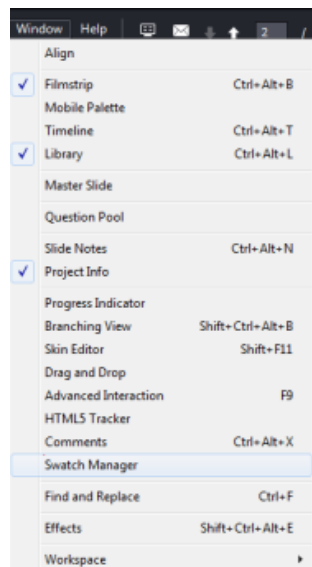 Window Help 2 /
Align
Filmstrip Ctrl+Alt+B
Mobile Palette
Timeline Ctrl+Alt+T
Library Ctrl+Alt+L
Master Slide
Question Pool
Slide Notes Ctrl+Alt+N
Project Info
Progress Indicator
Branching View Shift+Ctrl+Alt+B
Skin Editor Shift+F11
Drag and Drop
Advanced Interaction F9
HTML5 Tracker
Comments Ctrl+Alt+X
Swatch Manager
Find and Replace Ctrl+F
Effects Shift+Ctrl+Alt+E
Workspace